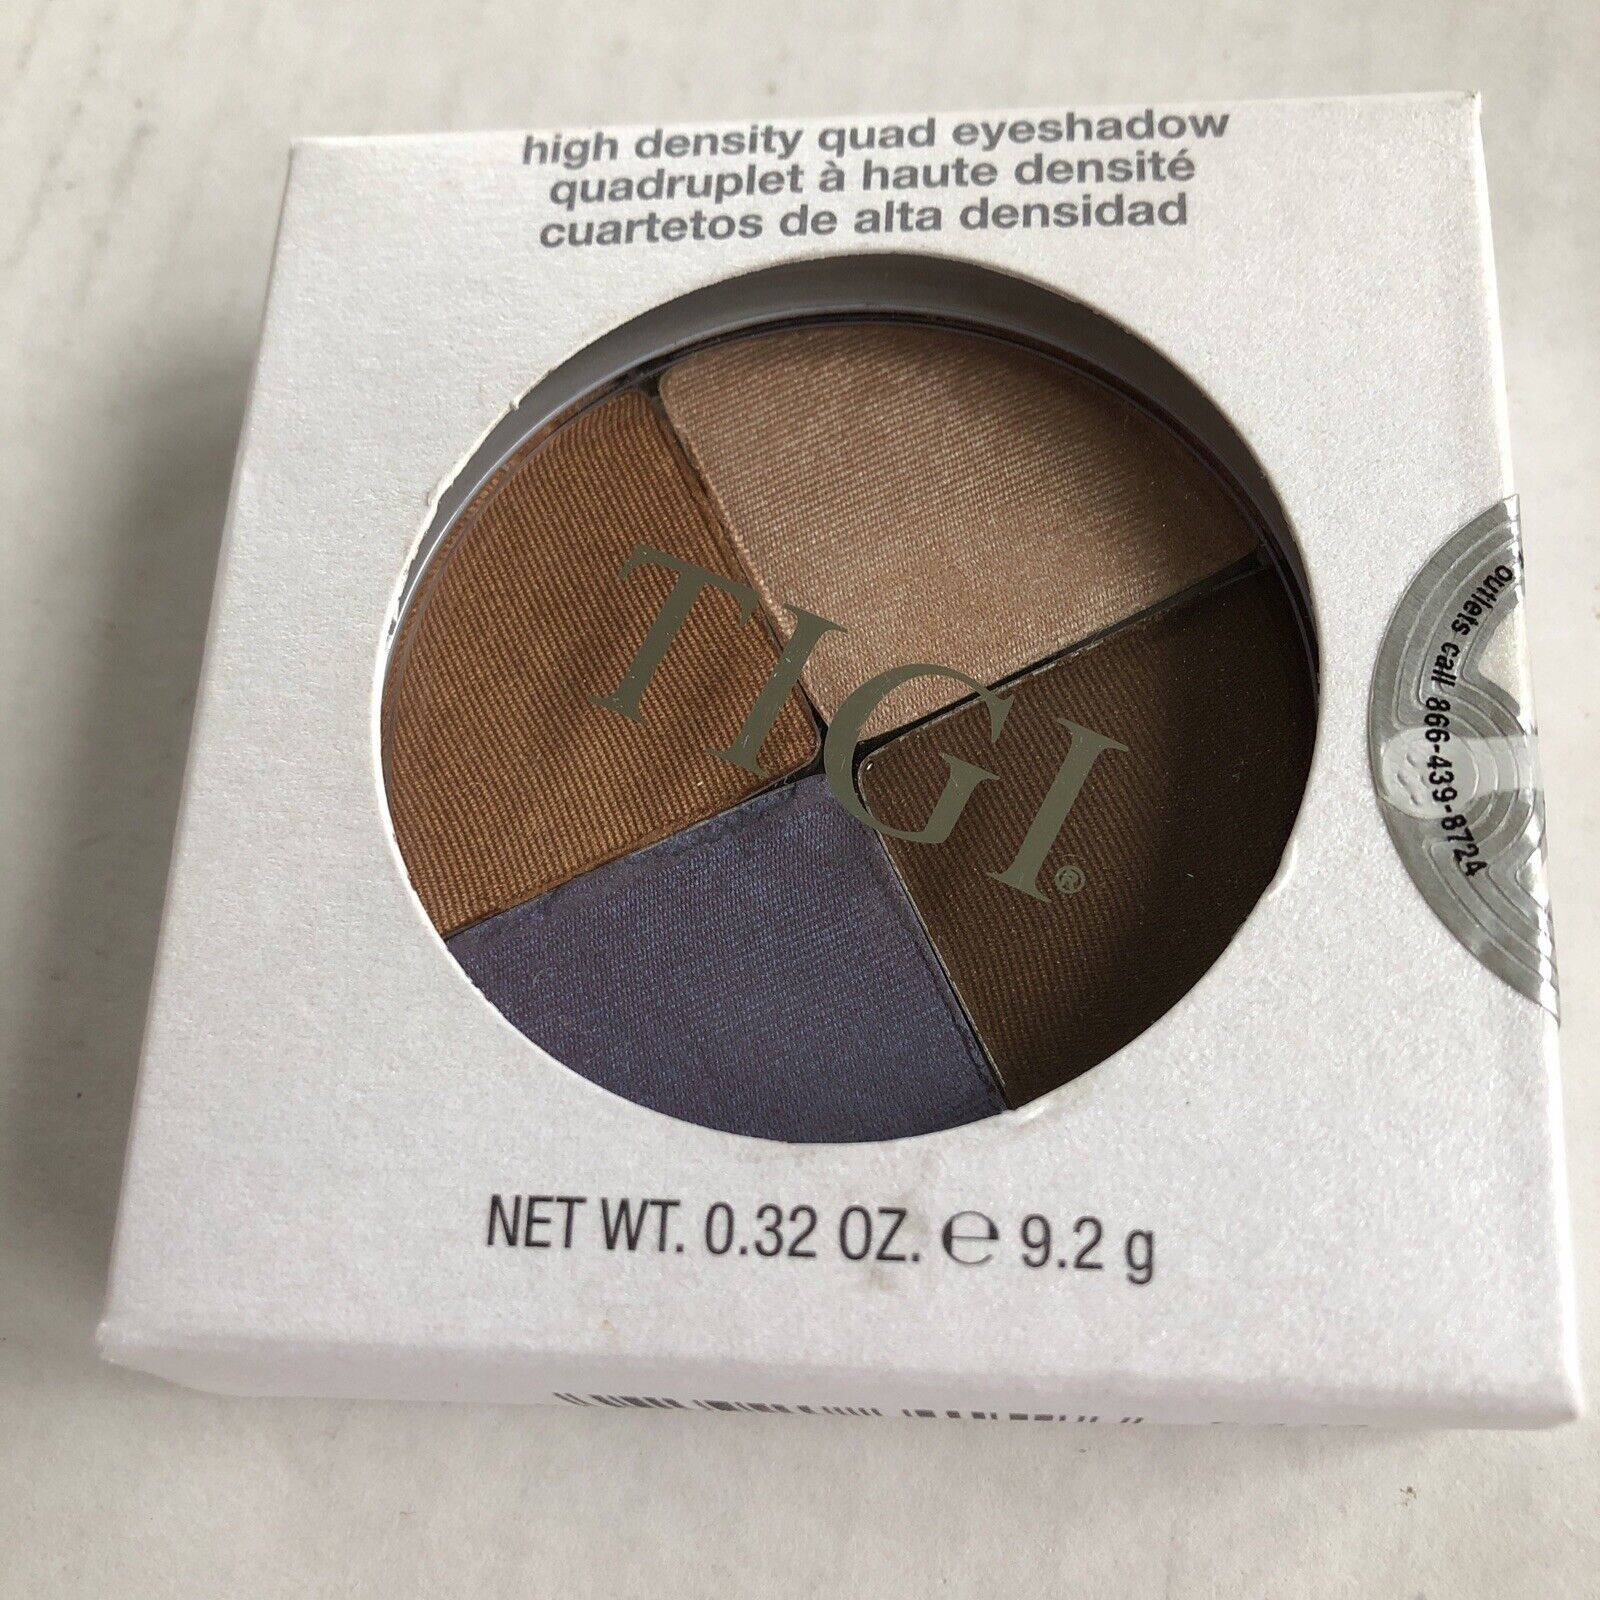 high density quad eyeshadow
quadruplet à haute densité
cuartetos de alta densidad
TIGI®
outlets call 866-439-8724
NET WT. 0.32 OZ. ℮ 9.2 g